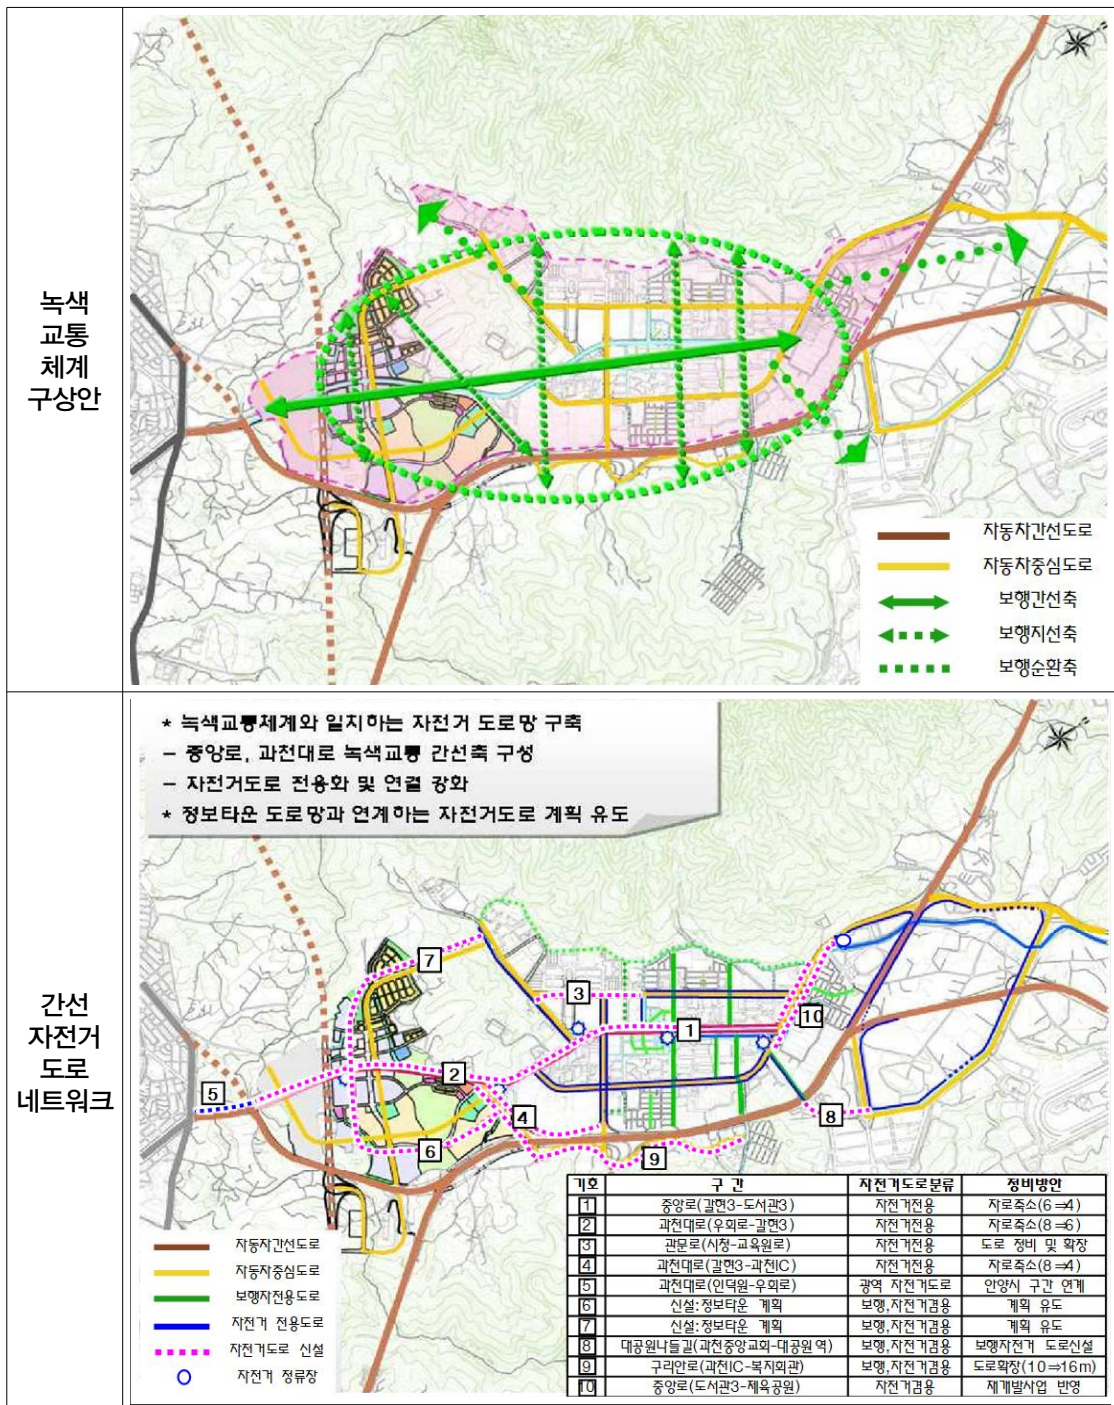 녹색
교통
체계
구상안
자동차간선도로
자동차중심도로
보행간선축
보행지선축
보행순환축
간선
자전거
도로
네트워크
* 녹색교통체계와 일치하는 자전거 도로망 구축
- 중앙로, 과천대로 녹색교통 간선축 구성
- 자전거도로 전용화 및 연결 강화
* 정보타운 도로망과 연계하는 자전거도로 계획 유도
7
3
10
1
2
5
4
8
6
9
자동차간선도로
자동차중심도로
보행자전용도로
자전거 전용도로
자전거도로 신설
자전거 정류장
기호 구 간 자전거도로분류 정비방안
1 중앙로(갈현3-도서관3) 자전거전용 차로축소(6⇒4)
2 과천대로(우회로-갈현3) 자전거전용 차로축소(8⇒6)
3 관문로(시청-교육원로) 자전거전용 도로 정비 및 확장
4 과천대로(갈현3-과천IC) 자전거전용 차로축소(8⇒4)
5 과천대로(인덕원-우회로) 광역 자전거도로 안양시 구간 연계
6 신설:정보타운 계획 보행,자전거겸용 계획 유도
7 신설:정보타운 계획 보행,자전거겸용 계획 유도
8 대공원나들길(과천중앙교회-대공원역) 보행,자전거겸용 보행자전거 도로신설
9 구리안로(과천IC-복지회관) 보행,자전거겸용 도로확장(10⇒16m)
10 중앙로(도서관3-체육공원) 자전거겸용 재개발사업 반영